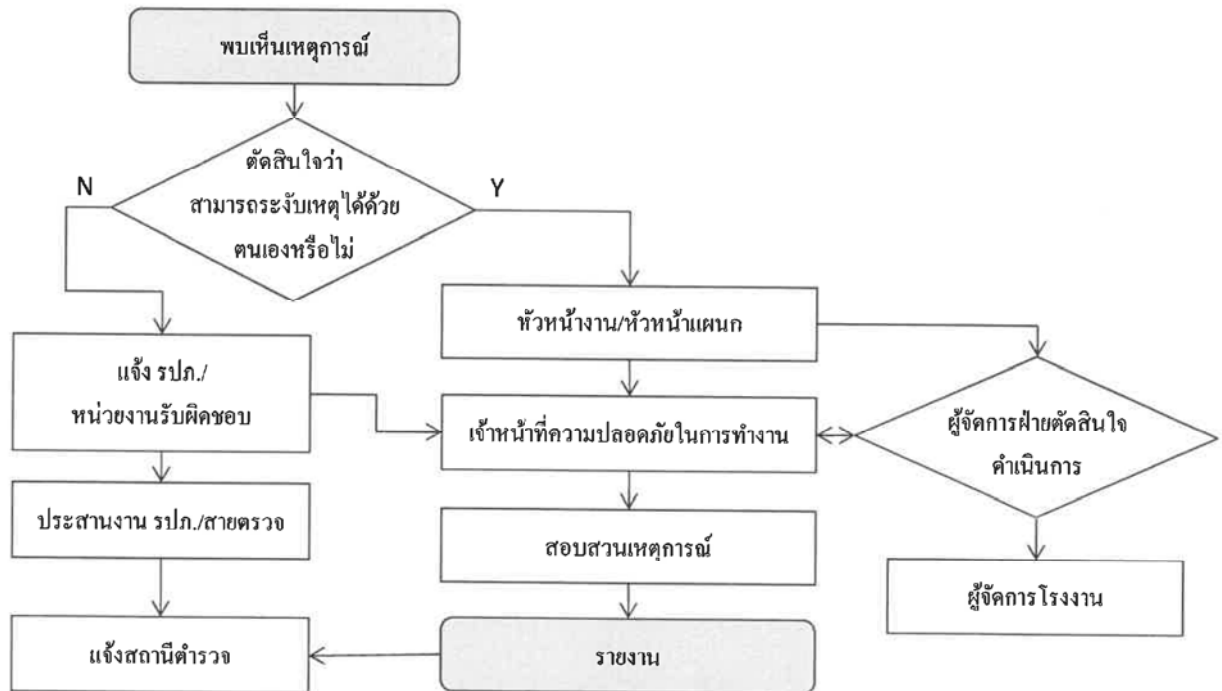 พบเห็นเหตุการณ์
ตัดสินใจว่า
สามารถระงับเหตุได้ด้วย
ตนเองหรือไม่
N
Y
หัวหน้างาน/หัวหน้าแผนก
แจ้ง รปภ./
หน่วยงานรับผิดชอบ
เจ้าหน้าที่ความปลอดภัยในการทำงาน
ผู้จัดการฝ่ายตัดสินใจ
ดำเนินการ
ประสานงาน รปภ./สายตรวจ
สอบสวนเหตุการณ์
ผู้จัดการโรงงาน
แจ้งสถานีตำรวจ
รายงาน